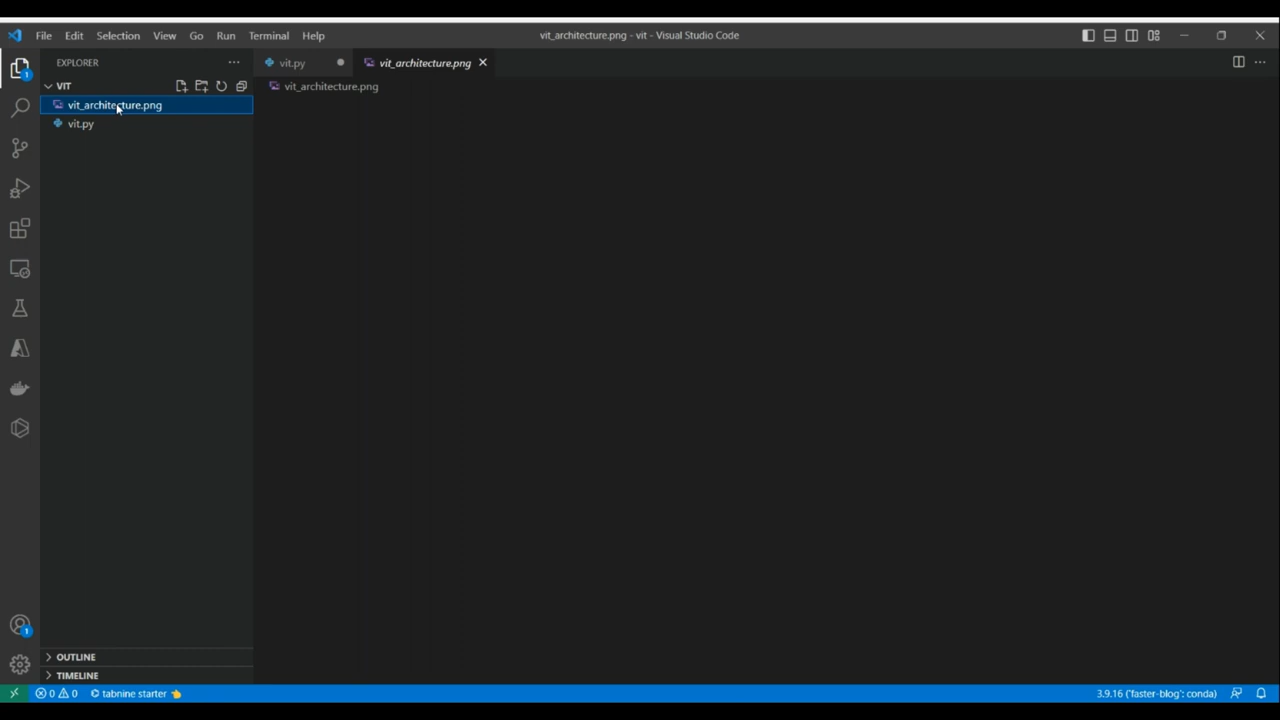 File Edit Selection View Go Run Terminal Help
vit_architecture.png - vit - Visual Studio Code
EXPLORER
vit.py
vit_architecture.png
VIT
vit_architecture.png
vit_architecture.png
vit.py
1
1
OUTLINE
TIMELINE
0 0
tabnine starter 👈
3.9.16 ('faster-blog': conda)